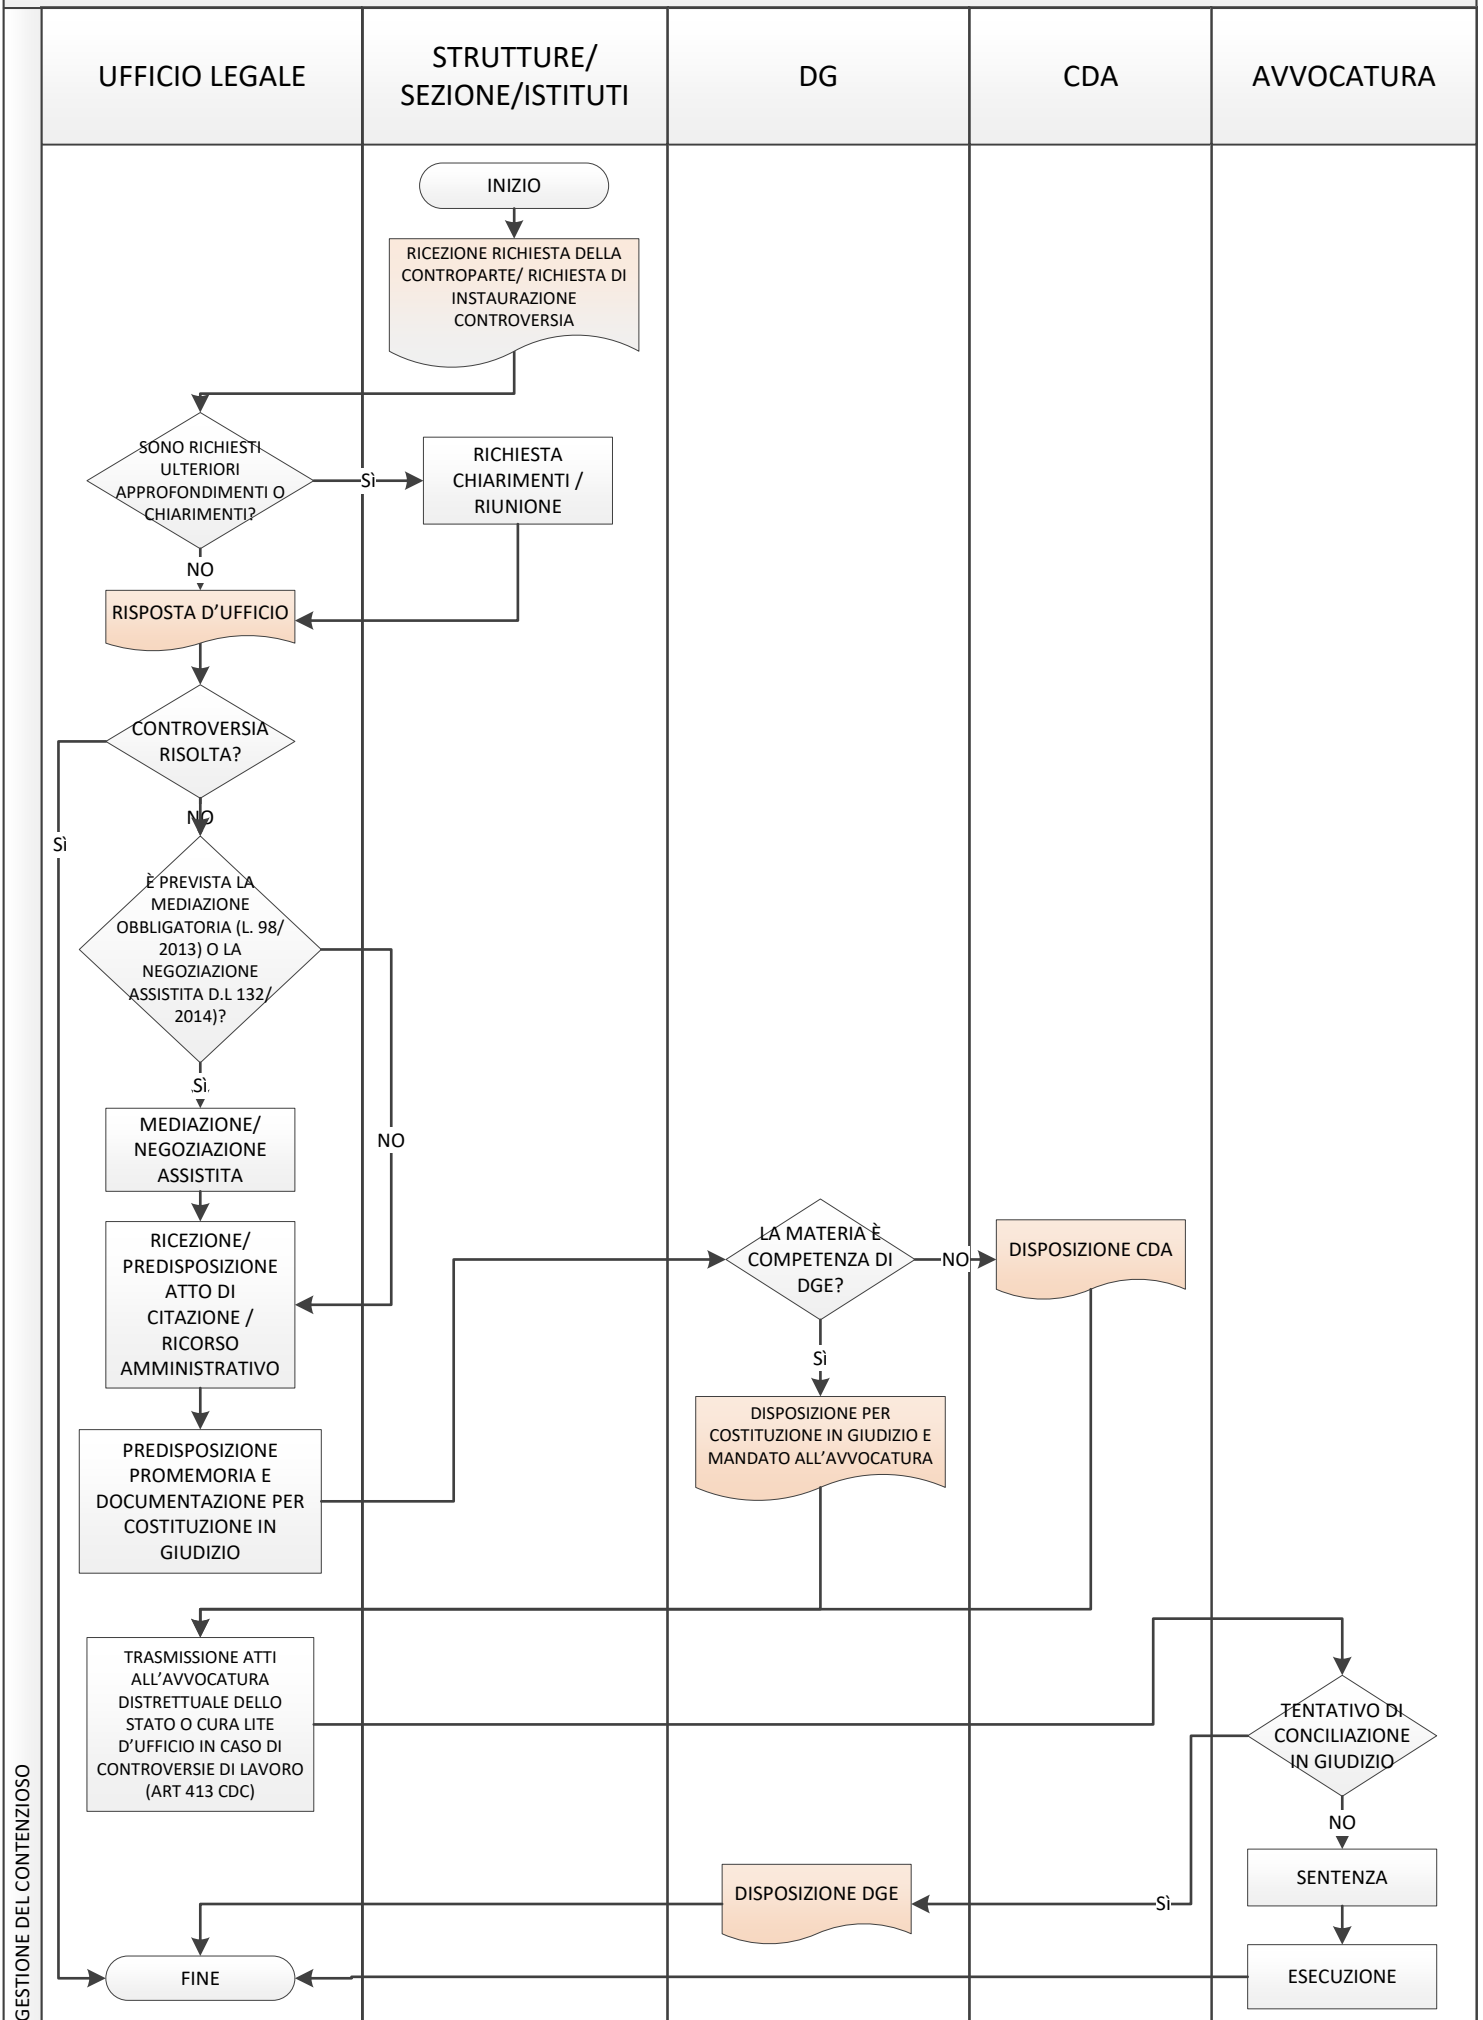 UFFICIO LEGALE
STRUTTURE/
SEZIONE/ISTITUTI
DG
CDA
AVVOCATURA
INIZIO
RICEZIONE RICHIESTA DELLA
CONTROPARTE/ RICHIESTA DI
INSTAURAZIONE
CONTROVERSIA
SONO RICHIESTI
ULTERIORI
APPROFONDIMENTI O
CHIARIMENTI?
Sì
RICHIESTA
CHIARIMENTI /
RIUNIONE
NO
RISPOSTA D'UFFICIO
CONTROVERSIA
RISOLTA?
NO
Sì
È PREVISTA LA
MEDIAZIONE
OBBLIGATORIA (L. 98/
2013) O LA
NEGOZIAZIONE
ASSISTITA D.L 132/
2014)?
Sì
NO
MEDIAZIONE/
NEGOZIAZIONE
ASSISTITA
RICEZIONE/
PREDISPOSIZIONE
ATTO DI
CITAZIONE /
RICORSO
AMMINISTRATIVO
LA MATERIA È
COMPETENZA DI
DGE?
NO
DISPOSIZIONE CDA
Sì
DISPOSIZIONE PER
COSTITUZIONE IN GIUDIZIO E
MANDATO ALL'AVVOCATURA
PREDISPOSIZIONE
PROMEMORIA E
DOCUMENTAZIONE PER
COSTITUZIONE IN
GIUDIZIO
TRASMISSIONE ATTI
ALL'AVVOCATURA
DISTRETTUALE DELLO
STATO O CURA LITE
D'UFFICIO IN CASO DI
CONTROVERSIE DI LAVORO
(ART 413 CDC)
TENTATIVO DI
CONCILIAZIONE
IN GIUDIZIO
NO
SENTENZA
Sì
DISPOSIZIONE DGE
ESECUZIONE
FINE
GESTIONE DEL CONTENZIOSO